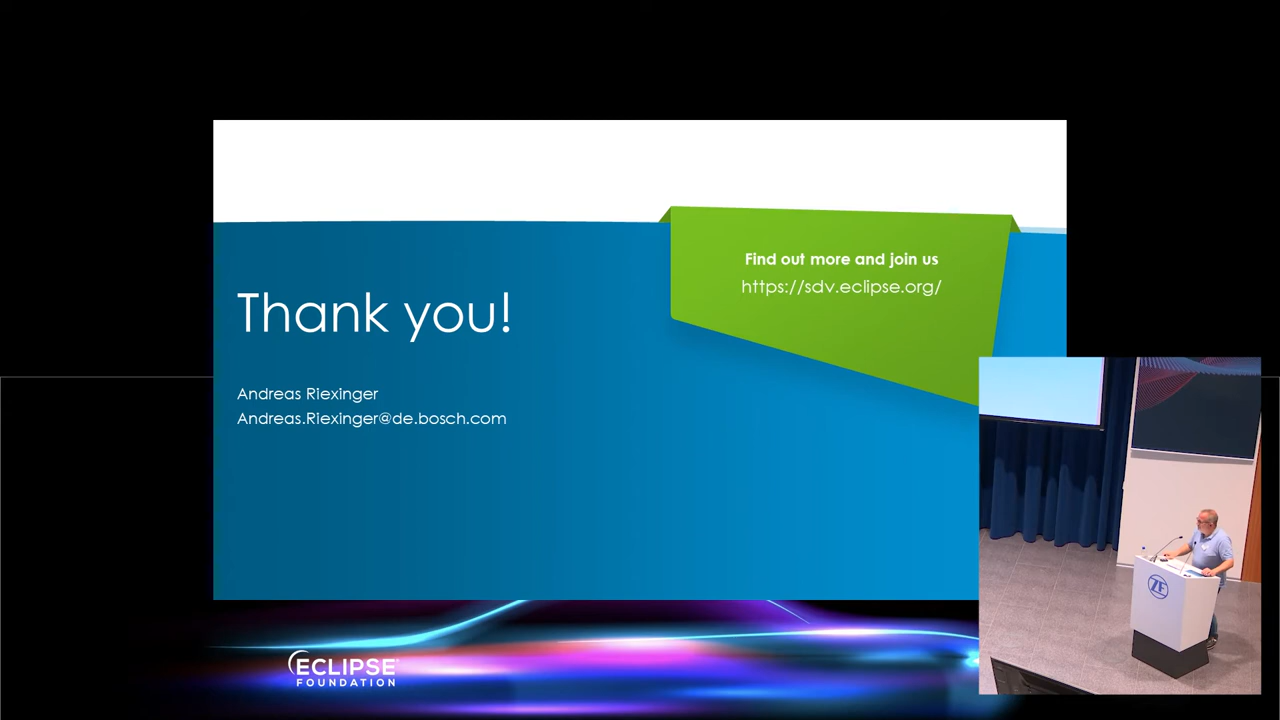 Find out more and join us
https://sdv.eclipse.org/
Thank you!
Andreas Riexinger
Andreas.Riexinger@de.bosch.com
ZF
ECLIPSE
FOUNDATION